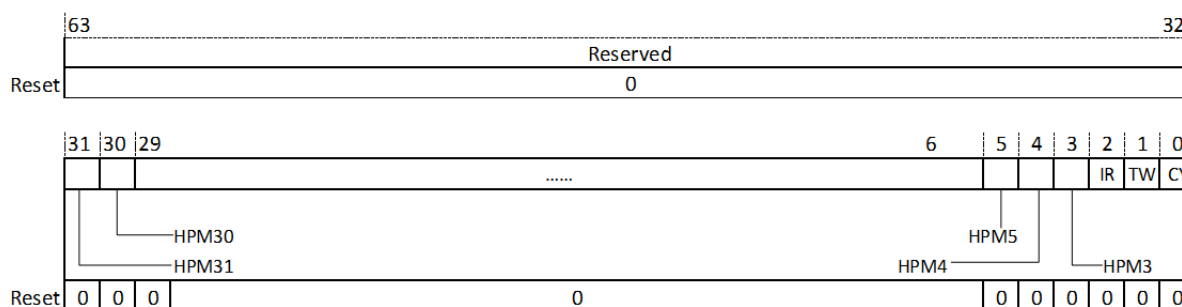 63 32
Reserved
Reset 0
31 30 29 6 5 4 3 2 1 0
...... IR TW CY
HPM30 HPM5
HPM31 HPM4 HPM3
Reset 0 0 0 0 0 0 0 0 0 0